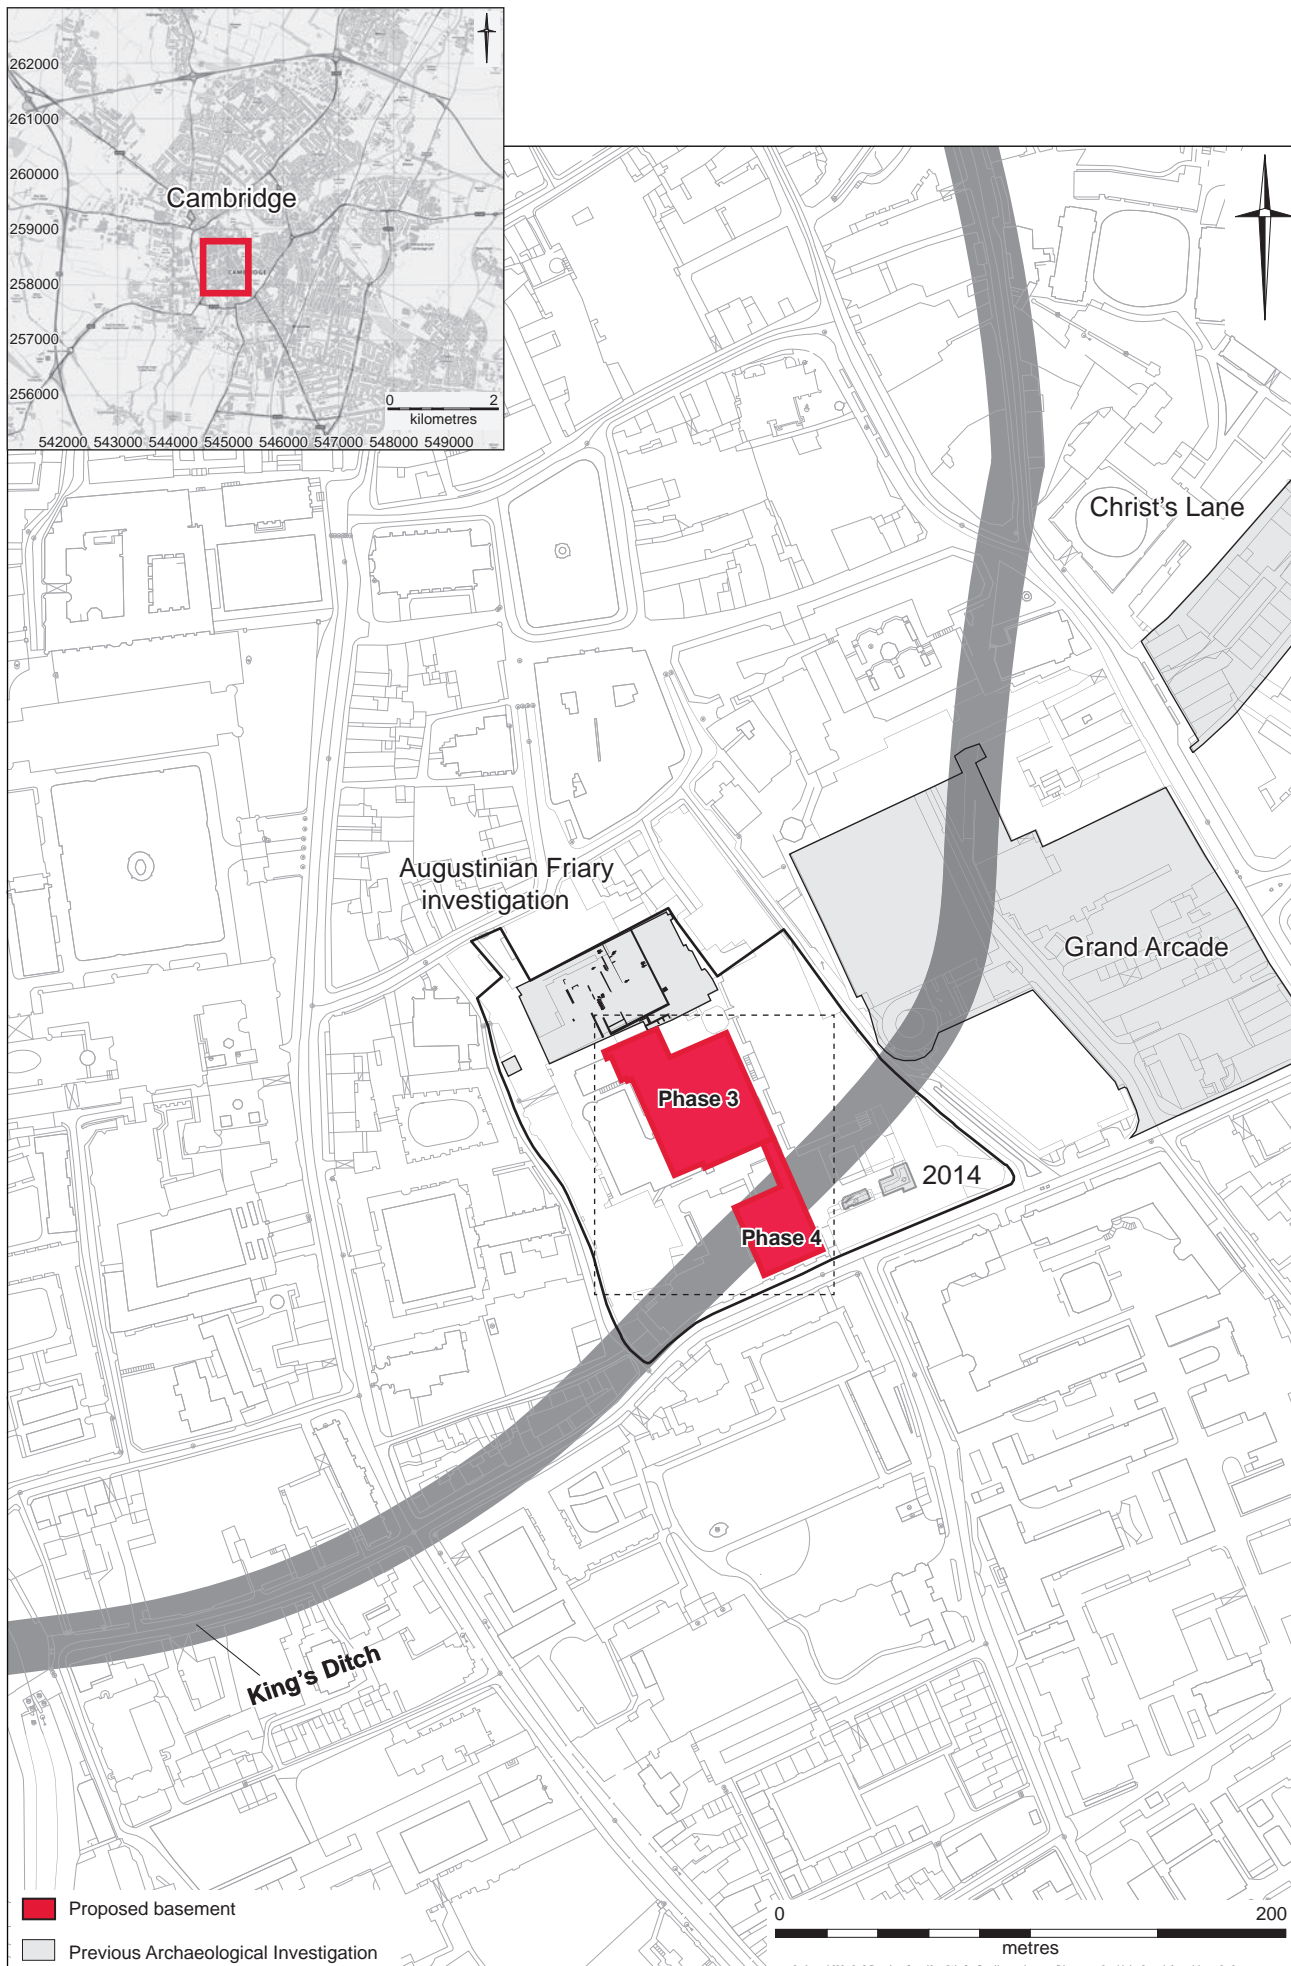 262000
261000
260000
259000
258000
257000
256000
Cambridge
CAMBRIDGE
0 2
kilometres
542000 543000 544000 545000 546000 547000 548000 549000
Christ's Lane
Augustinian Friary
investigation
Grand Arcade
Phase 3
2014
Phase 4
King's Ditch
Proposed basement
Previous Archaeological Investigation
0 200
metres